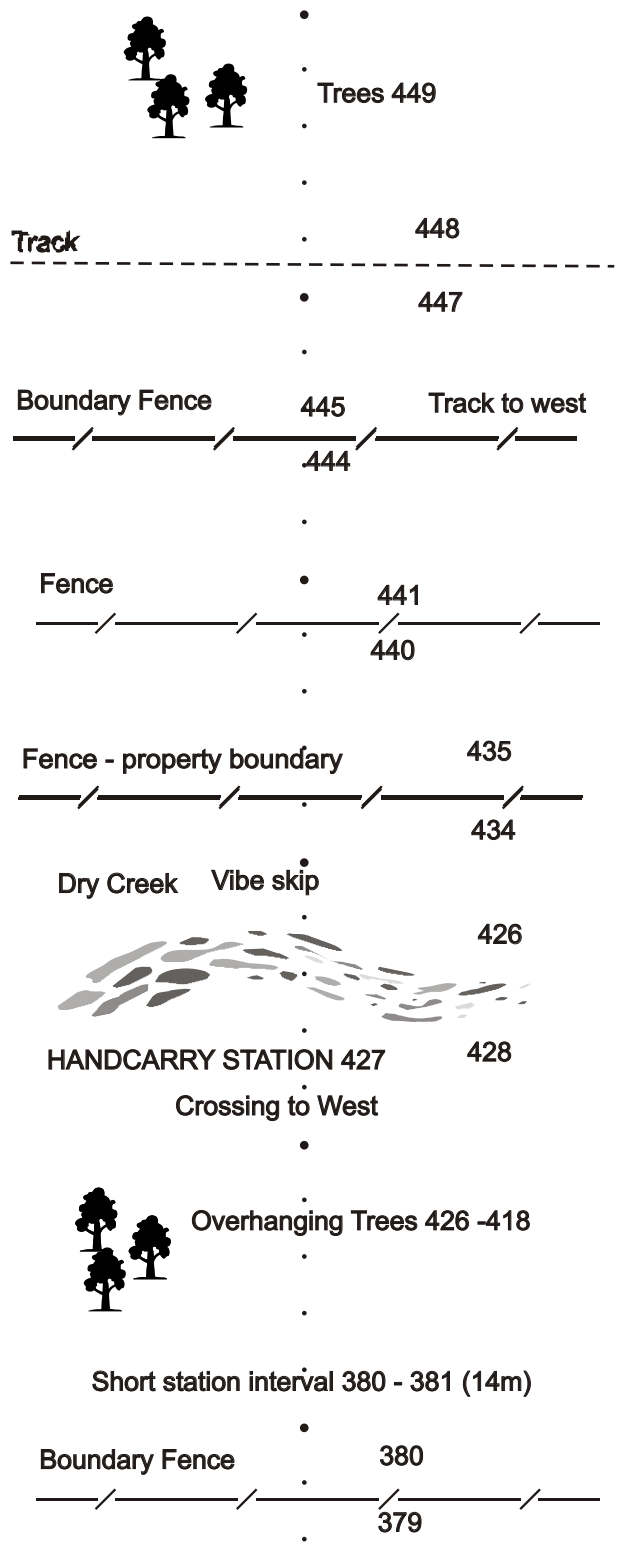 Trees 449
448
Track
447
Boundary Fence 445 Track to west
444
Fence
441
440
Fence - property boundary 435
434
Dry Creek Vibe skip
426
HANDCARRY STATION 427 428
Crossing to West
Overhanging Trees 426 -418
Short station interval 380 - 381 (14m)
Boundary Fence 380
379